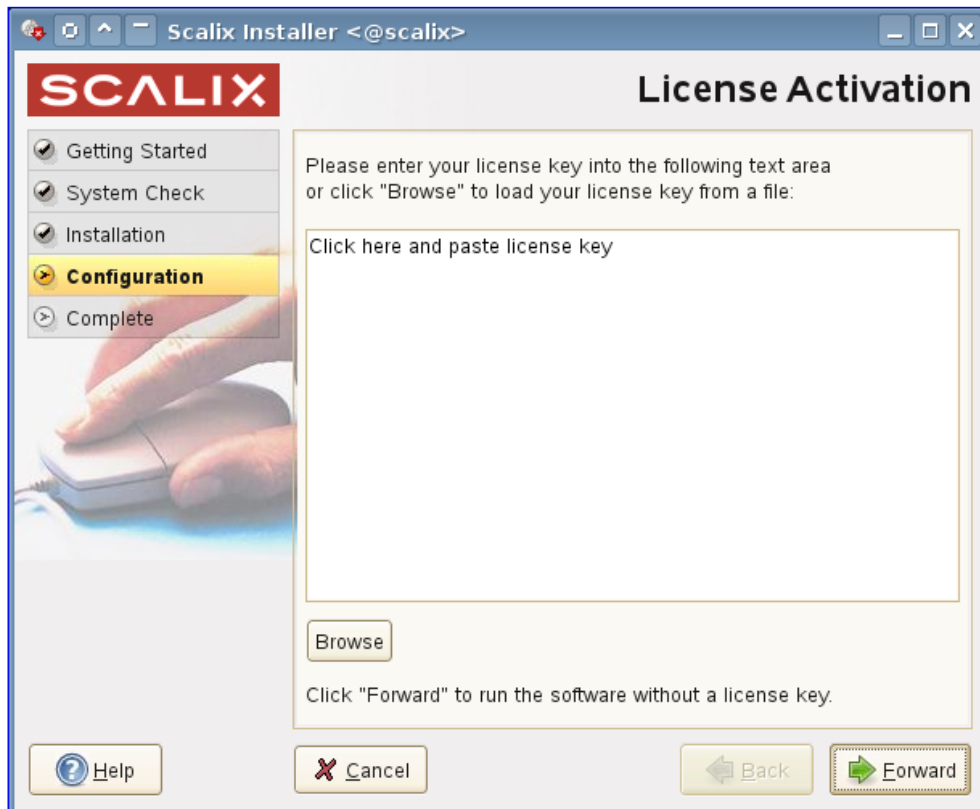 Scalix Installer <@scalix>
SCALIX
License Activation
Getting Started
System Check
Installation
Configuration
Complete
Please enter your license key into the following text area
or click "Browse" to load your license key from a file:
Click here and paste license key
Browse
Click "Forward" to run the software without a license key.
Help
Cancel
Back
Forward